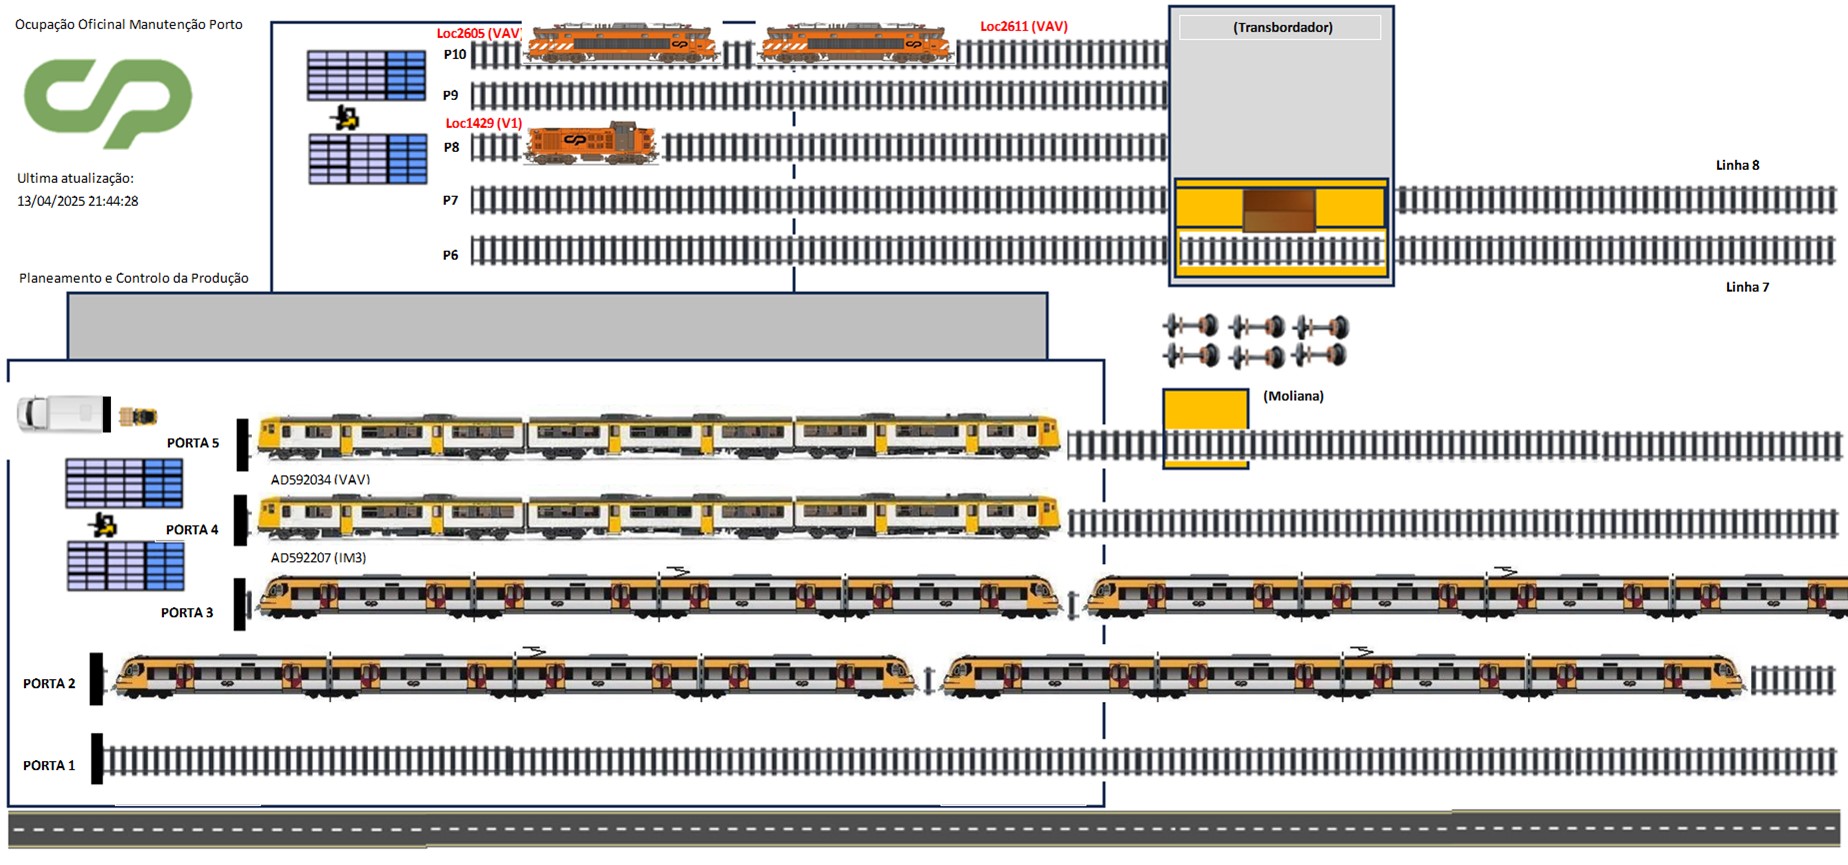 Ocupação Oficinal Manutenção Porto
Ultima atualização:
13/04/2025 21:44:28
Planeamento e Controlo da Produção
Loc2605 (VAV)
Loc2611 (VAV)
P10
P9
Loc1429 (V1)
P8
P7
P6
(Transbordador)
Linha 8
Linha 7
(Moliana)
PORTA 5
AD592034 (VAV)
PORTA 4
AD592207 (IM3)
PORTA 3
PORTA 2
PORTA 1